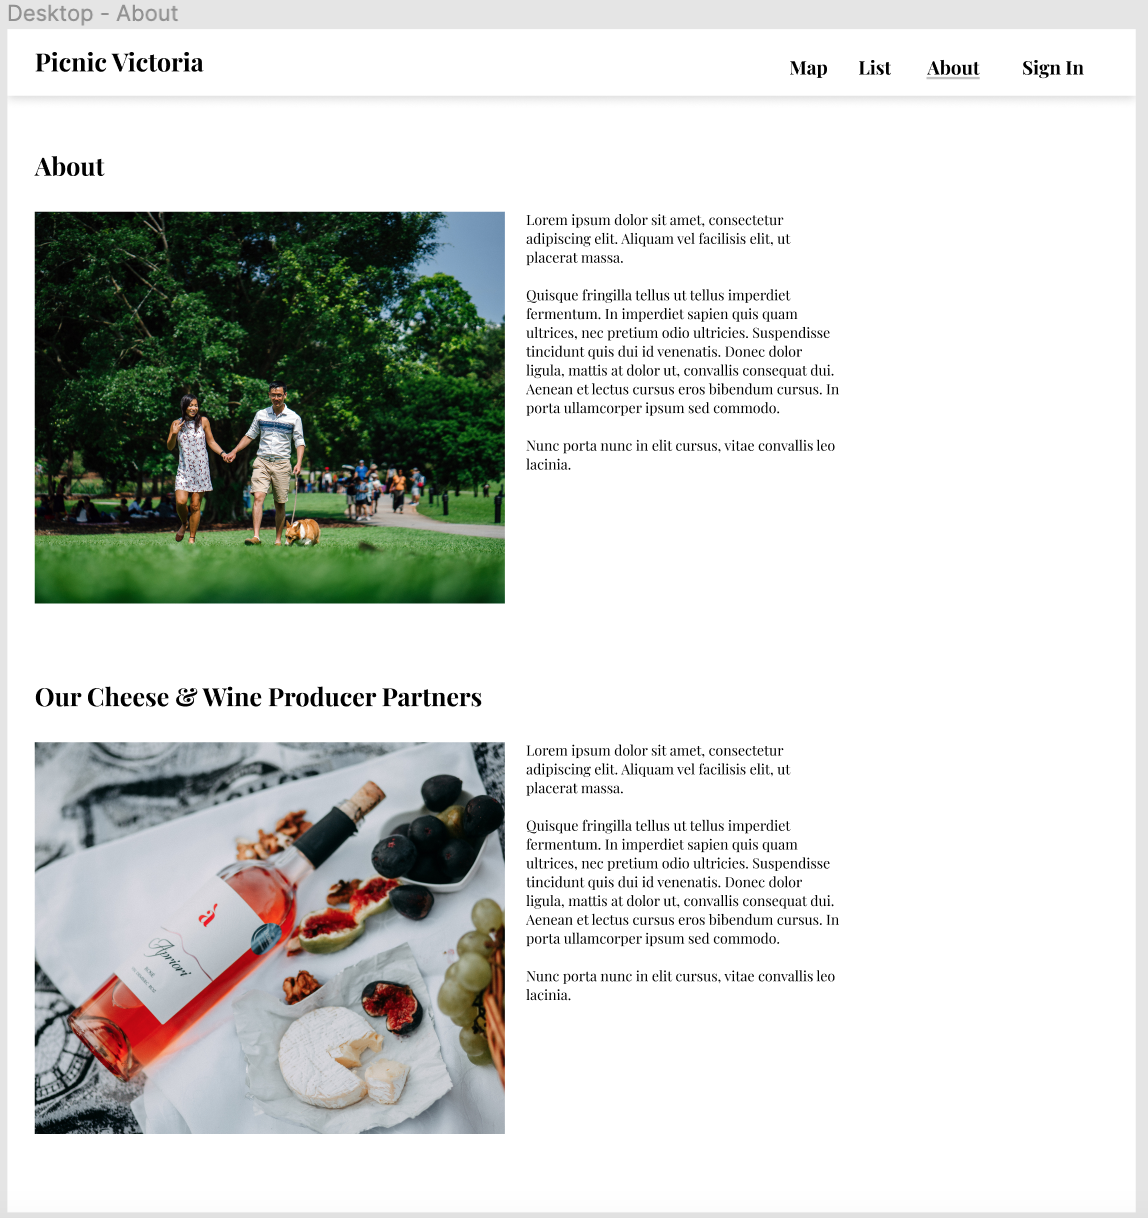 Desktop - About
Picnic Victoria
Map List About Sign In
About
Lorem ipsum dolor sit amet, consectetur
adipiscing elit. Aliquam vel facilisis elit, ut
placerat massa.
Quisque fringilla tellus ut tellus imperdiet
fermentum. In imperdiet sapien quis quam
ultrices, nec pretium odio ultricies. Suspendisse
tincidunt quis dui id venenatis. Donec dolor
ligula, mattis at dolor ut, convallis consequat dui.
Aenean et lectus cursus eros bibendum cursus. In
porta ullamcorper ipsum sed commodo.
Nunc porta nunc in elit cursus, vitae convallis leo
lacinia.
Our Cheese & Wine Producer Partners
Lorem ipsum dolor sit amet, consectetur
adipiscing elit. Aliquam vel facilisis elit, ut
placerat massa.
Quisque fringilla tellus ut tellus imperdiet
fermentum. In imperdiet sapien quis quam
ultrices, nec pretium odio ultricies. Suspendisse
tincidunt quis dui id venenatis. Donec dolor
ligula, mattis at dolor ut, convallis consequat dui.
Aenean et lectus cursus eros bibendum cursus. In
porta ullamcorper ipsum sed commodo.
Nunc porta nunc in elit cursus, vitae convallis leo
lacinia.
a
Apriori